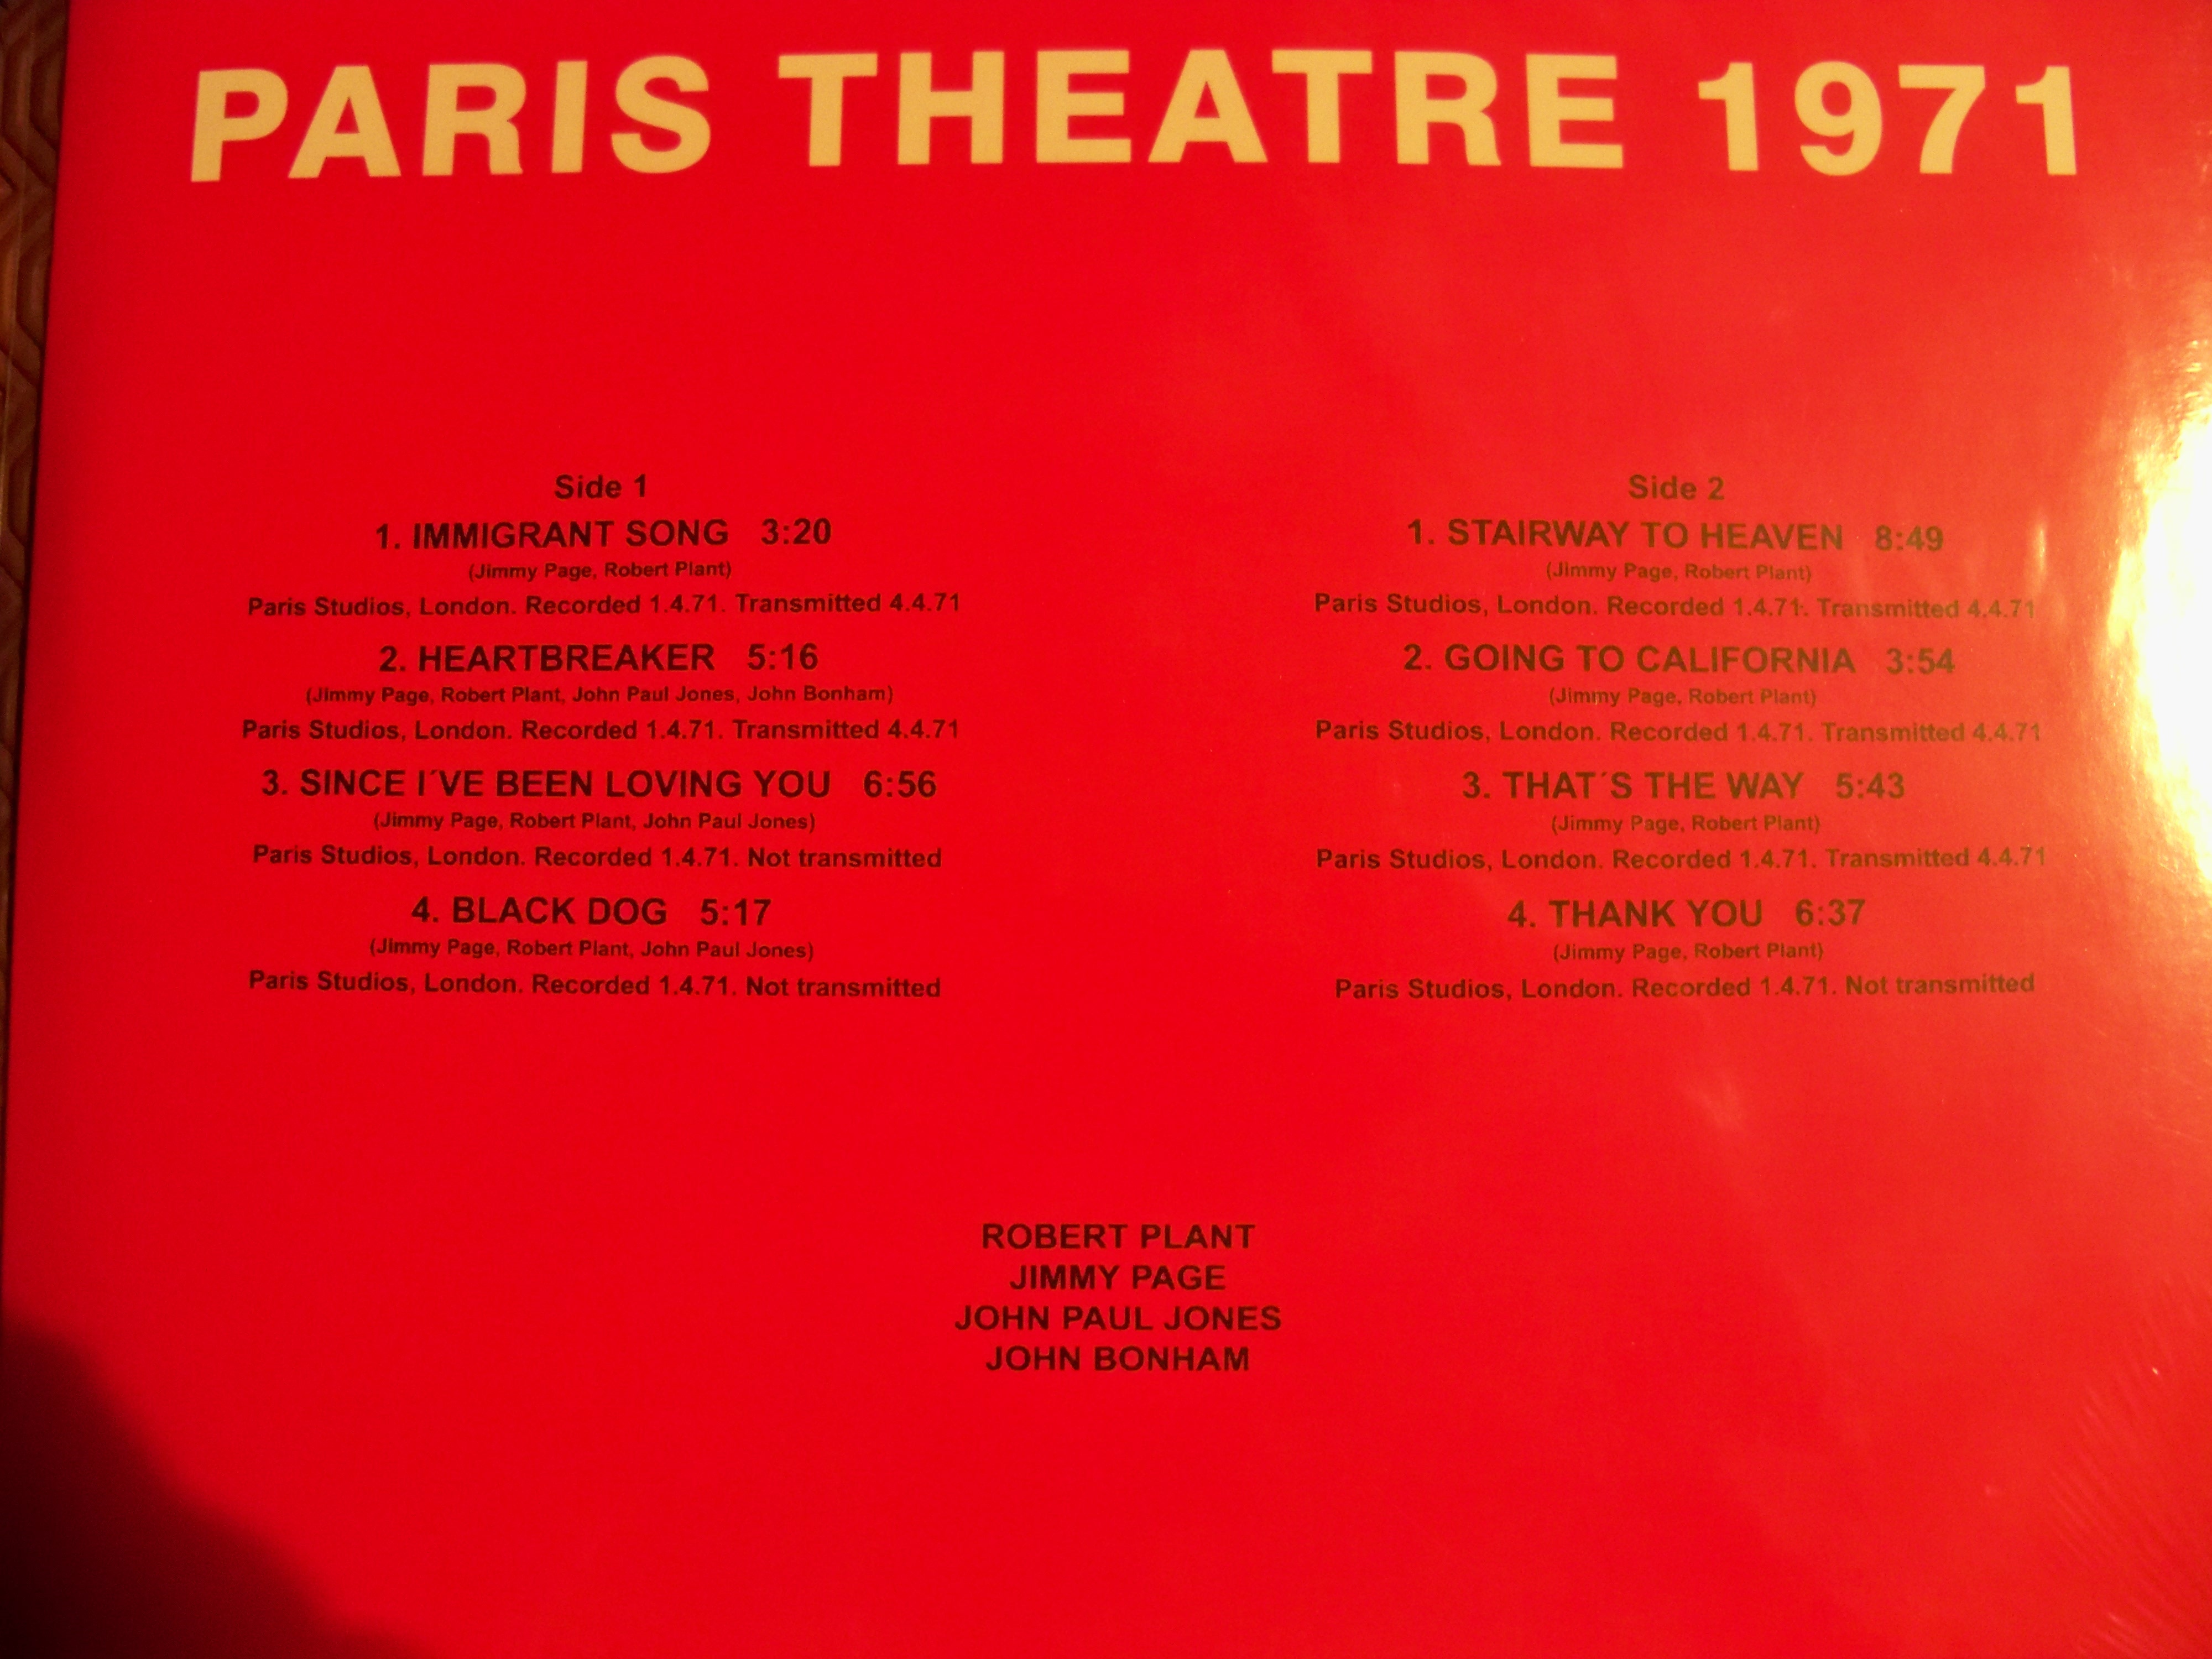 PARIS THEATRE 1971
Side 1
1. IMMIGRANT SONG 3:20
(Jimmy Page, Robert Plant)
Paris Studios, London. Recorded 1.4.71. Transmitted 4.4.71
2. HEARTBREAKER 5:16
(Jimmy Page, Robert Plant, John Paul Jones, John Bonham)
Paris Studios, London. Recorded 1.4.71. Transmitted 4.4.71
3. SINCE I´VE BEEN LOVING YOU 6:56
(Jimmy Page, Robert Plant, John Paul Jones)
Paris Studios, London. Recorded 1.4.71. Not transmitted
4. BLACK DOG 5:17
(Jimmy Page, Robert Plant, John Paul Jones)
Paris Studios, London. Recorded 1.4.71. Not transmitted
Side 2
1. STAIRWAY TO HEAVEN 8:49
(Jimmy Page, Robert Plant)
Paris Studios, London. Recorded 1.4.71. Transmitted 4.4.71
2. GOING TO CALIFORNIA 3:54
(Jimmy Page, Robert Plant)
Paris Studios, London. Recorded 1.4.71. Transmitted 4.4.71
3. THAT´S THE WAY 5:43
(Jimmy Page, Robert Plant)
Paris Studios, London. Recorded 1.4.71. Transmitted 4.4.71
4. THANK YOU 6:37
(Jimmy Page, Robert Plant)
Paris Studios, London. Recorded 1.4.71. Not transmitted
ROBERT PLANT
JIMMY PAGE
JOHN PAUL JONES
JOHN BONHAM